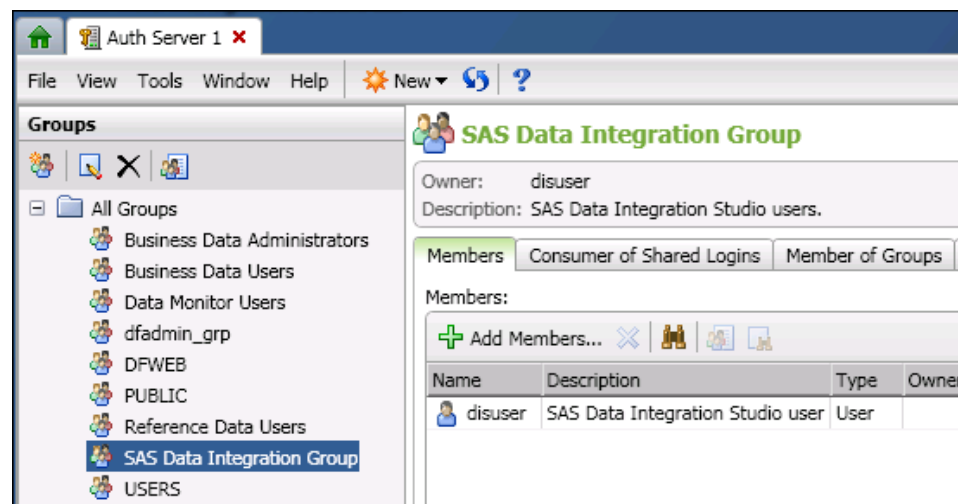 Auth Server 1
File View Tools Window Help New ?
Groups
SAS Data Integration Group
Owner: disuser
Description: SAS Data Integration Studio users.
All Groups
Business Data Administrators
Business Data Users
Data Monitor Users
dfadmin_grp
DFWEB
PUBLIC
Reference Data Users
SAS Data Integration Group
USERS
Members Consumer of Shared Logins Member of Groups
Members:
Add Members...
Name Description Type Owner
disuser SAS Data Integration Studio user User